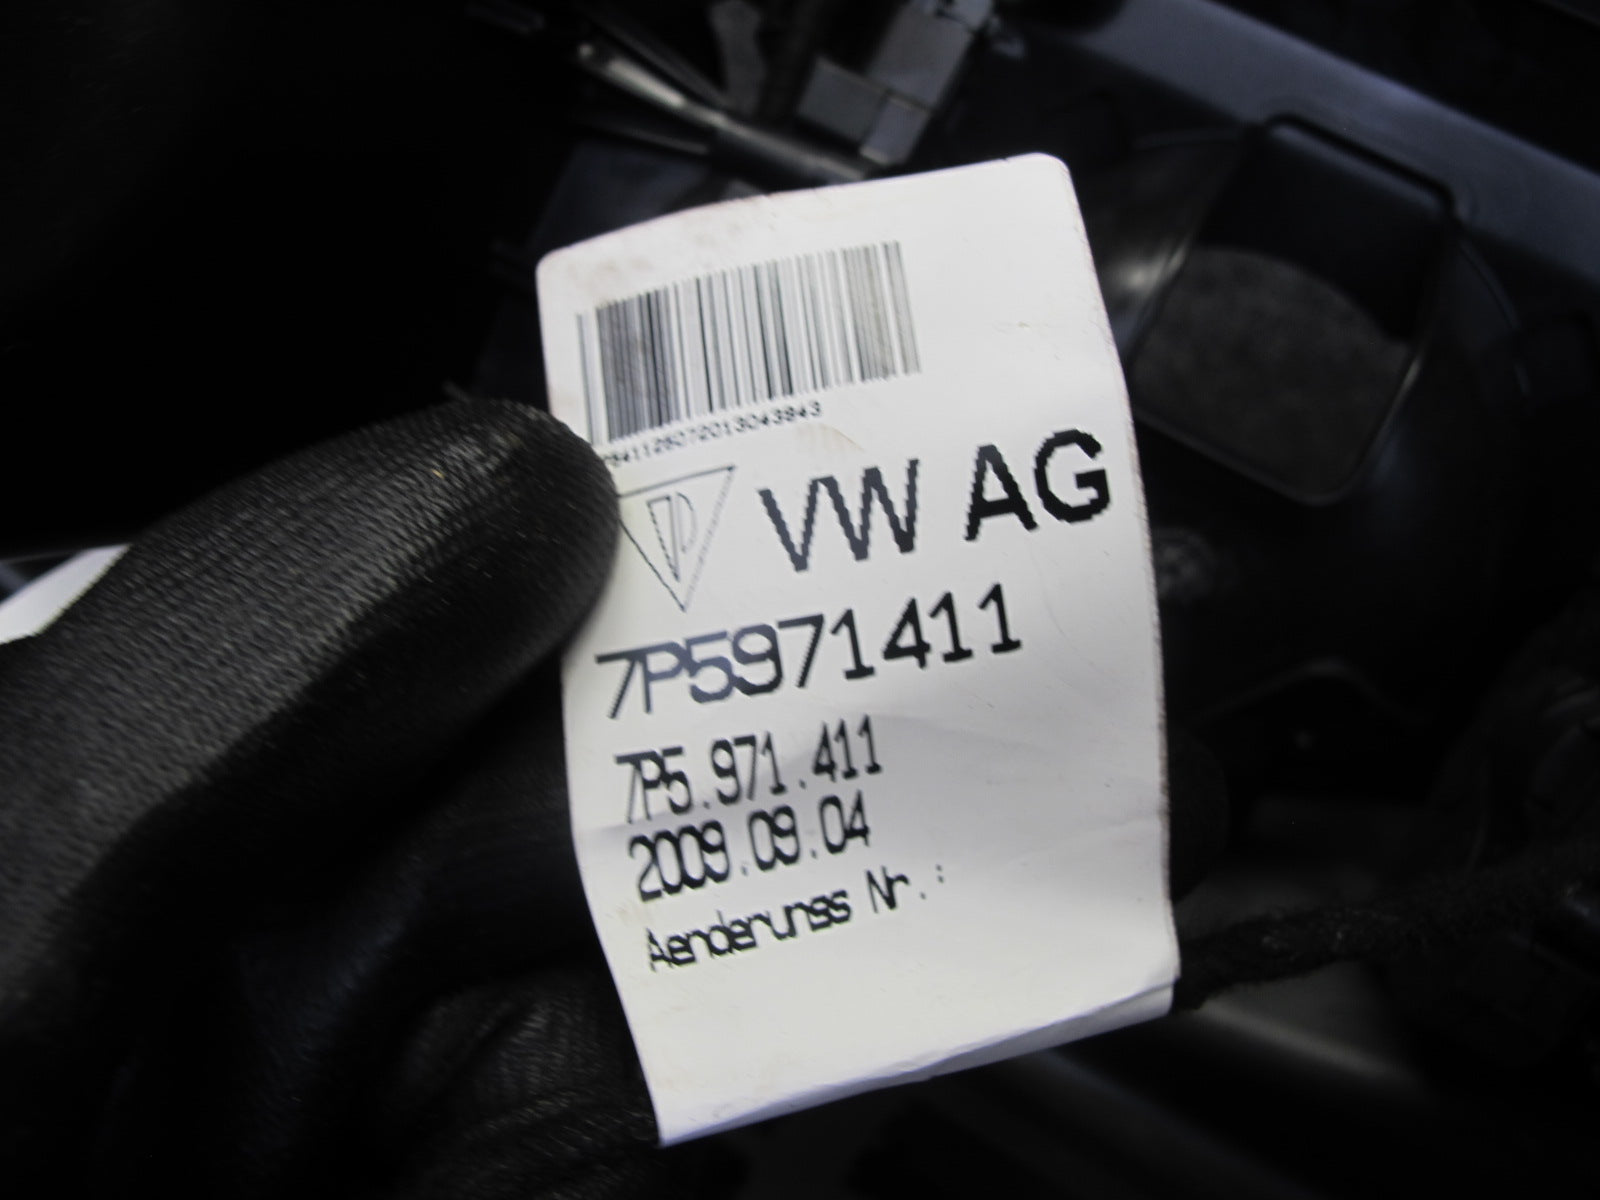 VW AG
7P5971411
7P5.971.411
2009.09.04
Aenderungs Nr.: